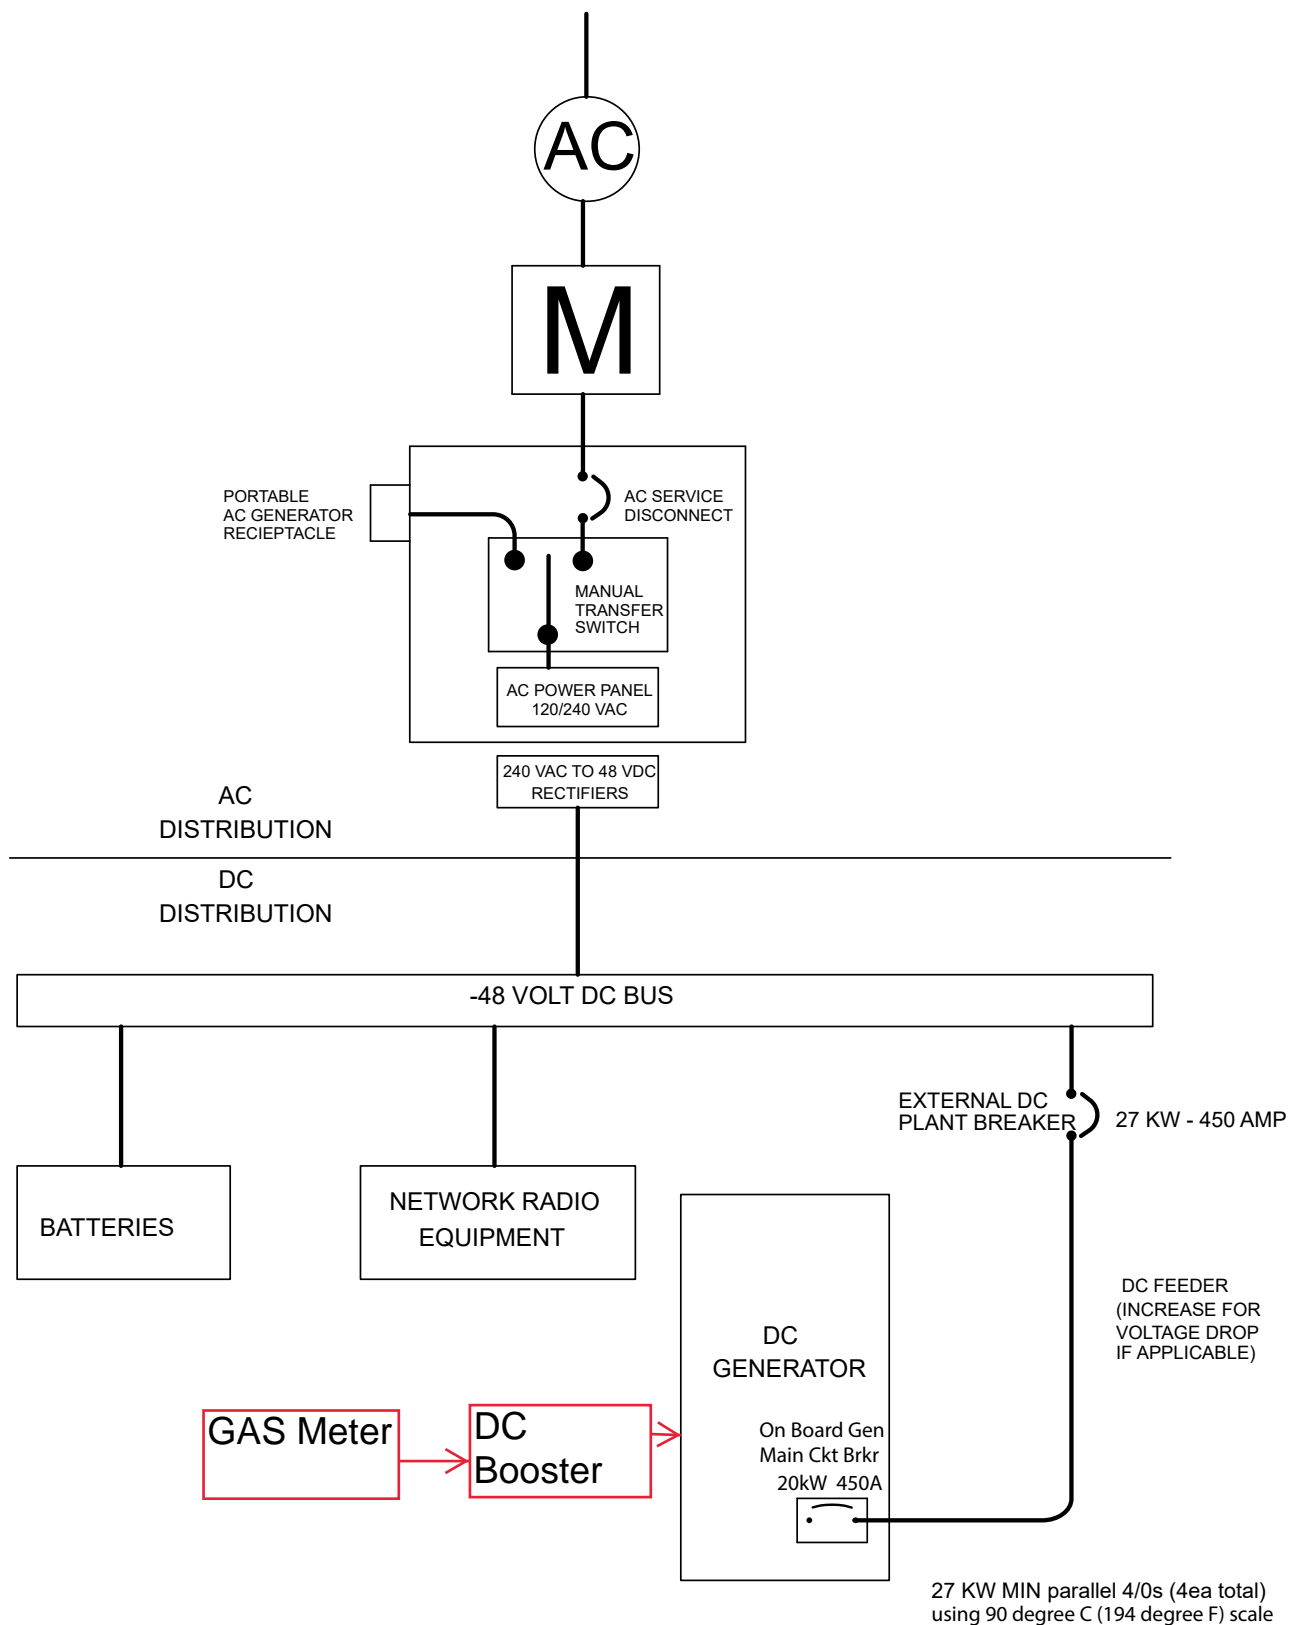 AC
M
PORTABLE
AC GENERATOR
RECIEPTACLE
AC SERVICE
DISCONNECT
MANUAL
TRANSFER
SWITCH
AC POWER PANEL
120/240 VAC
240 VAC TO 48 VDC
RECTIFIERS
AC
DISTRIBUTION
DC
DISTRIBUTION
-48 VOLT DC BUS
EXTERNAL DC
PLANT BREAKER
27 KW - 450 AMP
BATTERIES
NETWORK RADIO
EQUIPMENT
DC FEEDER
(INCREASE FOR
VOLTAGE DROP
IF APPLICABLE)
DC
GENERATOR
GAS Meter
DC
Booster
On Board Gen
Main Ckt Brkr
20kW 450A
27 KW MIN parallel 4/0s (4ea total)
using 90 degree C (194 degree F) scale